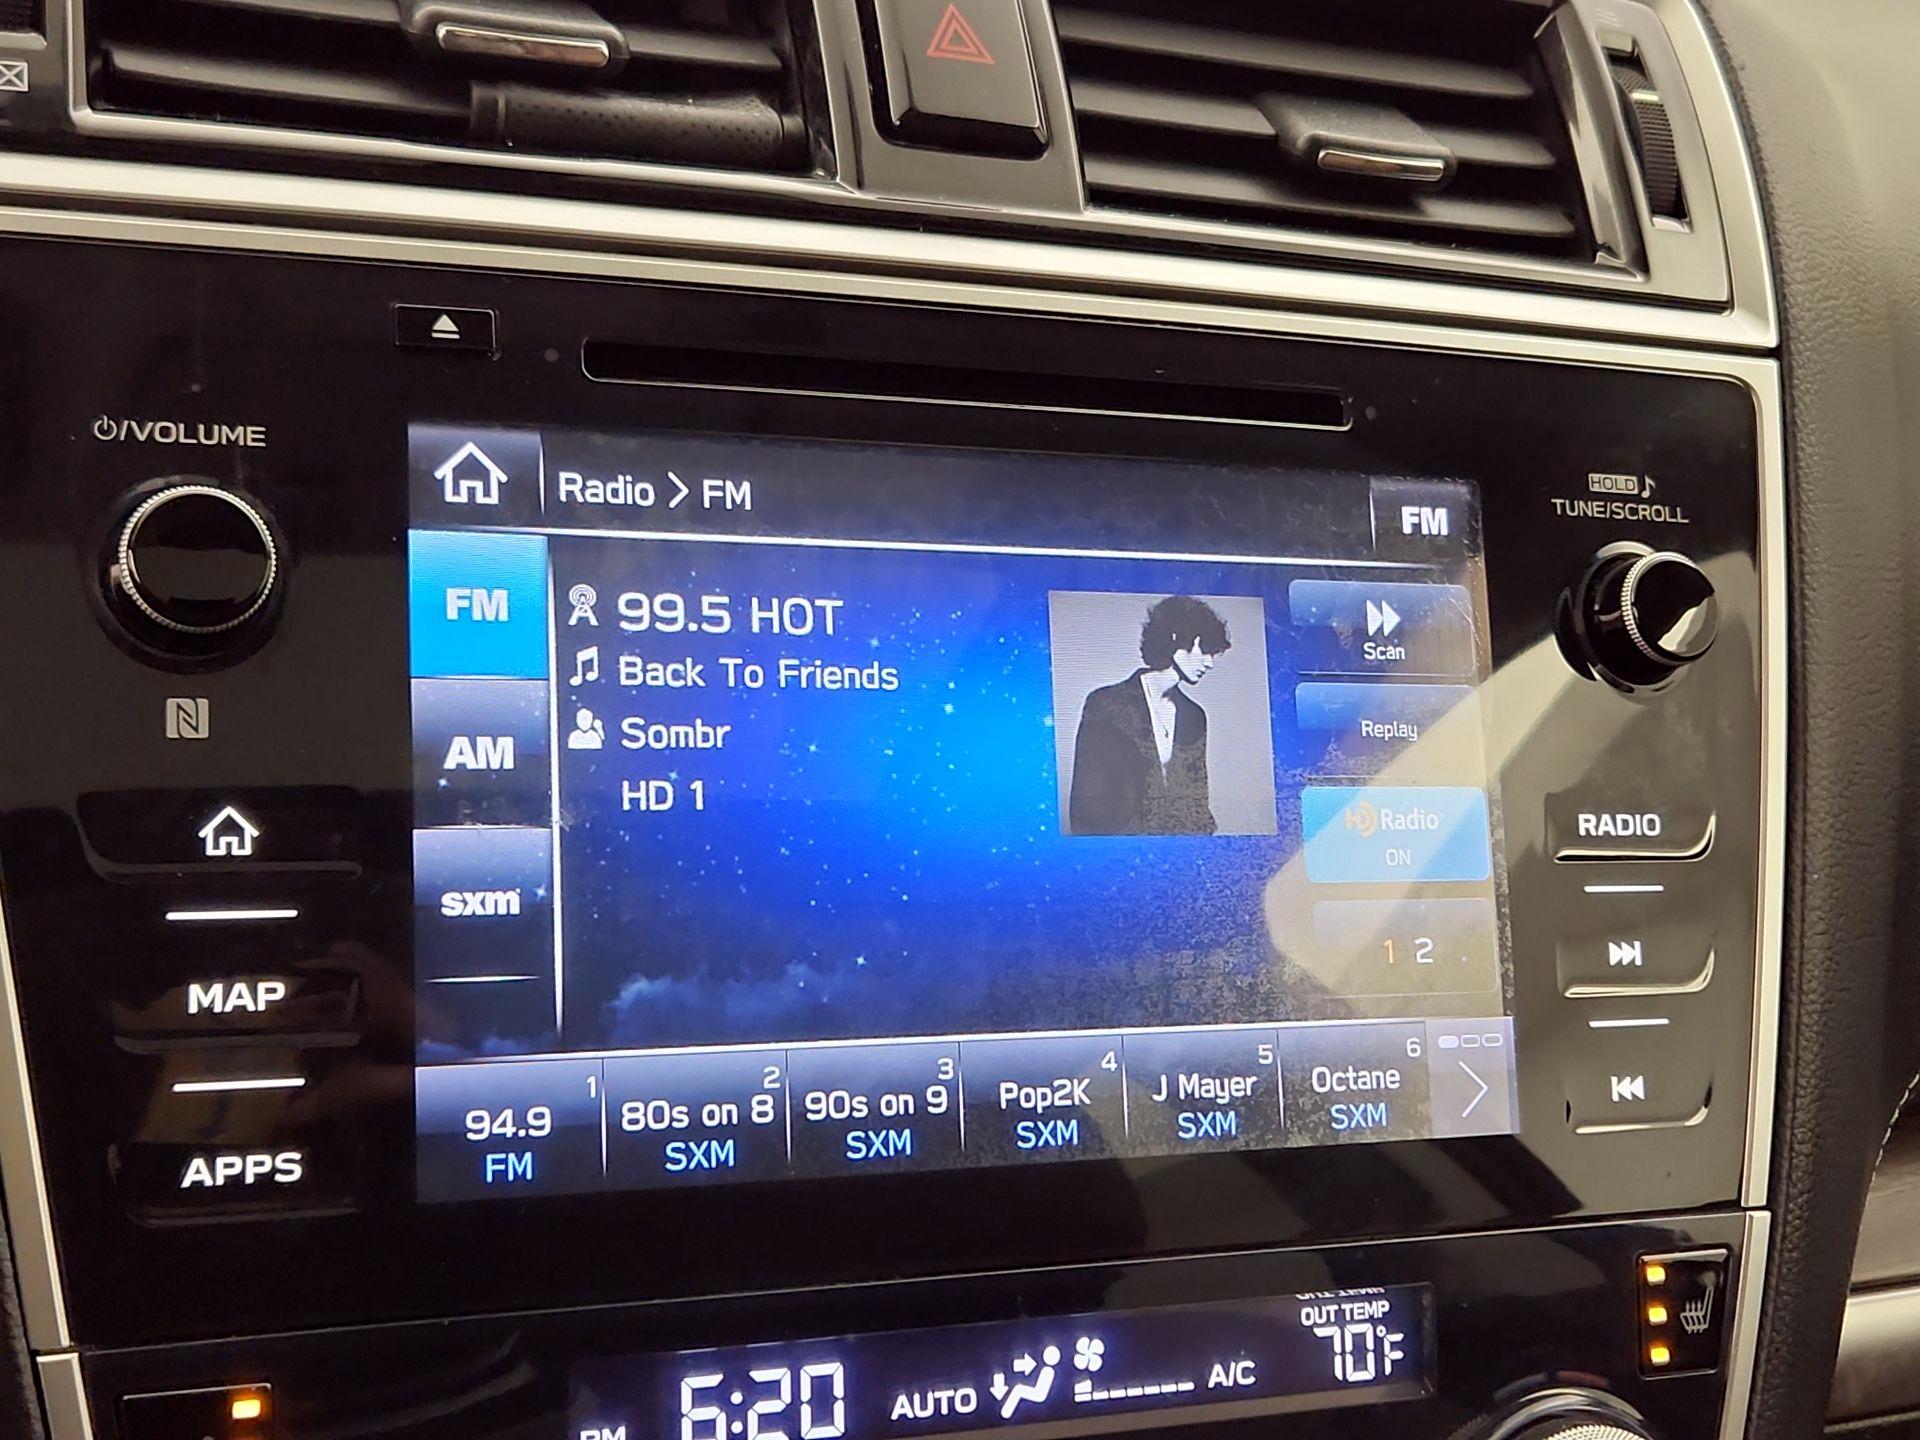 ⏻/VOLUME
HOLD ♪
TUNE/SCROLL
Radio > FM
FM
FM
AM
sxm
99.5 HOT
Back To Friends
Sombr
HD 1
Scan
Replay
HD Radio
ON
1 2
RADIO
MAP
APPS
1
94.9
FM
2
80s on 8
SXM
3
90s on 9
SXM
4
Pop2K
SXM
5
J Mayer
SXM
6
Octane
SXM
PM 6:20
AUTO
A/C
OUT TEMP
70°F